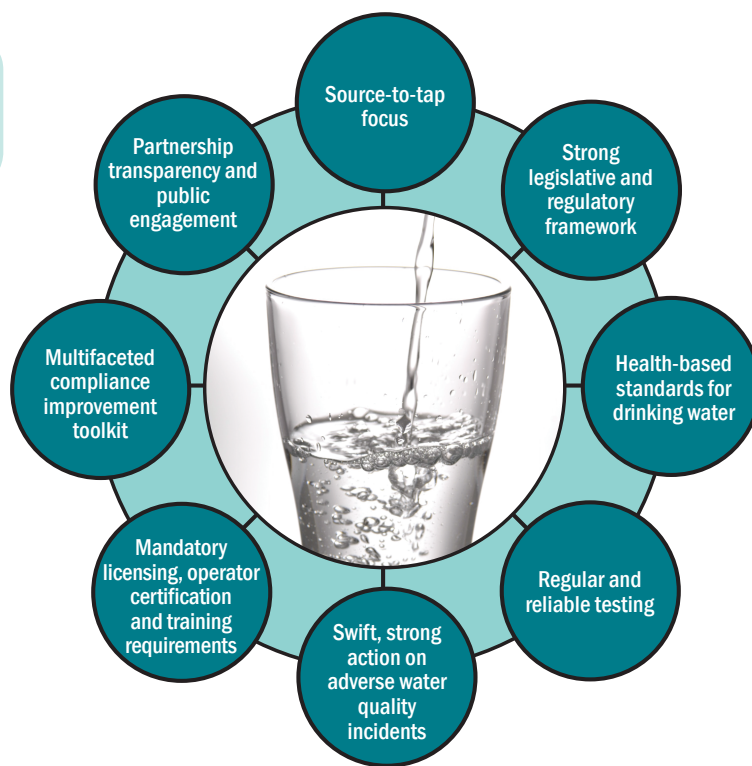 Source-to-tap
focus
Strong
legislative and
regulatory
framework
Health-based
standards for
drinking water
Regular and
reliable testing
Swift, strong
action on
adverse water
quality
incidents
Mandatory
licensing, operator
certification
and training
requirements
Multifaceted
compliance
improvement
toolkit
Partnership
transparency and
public
engagement